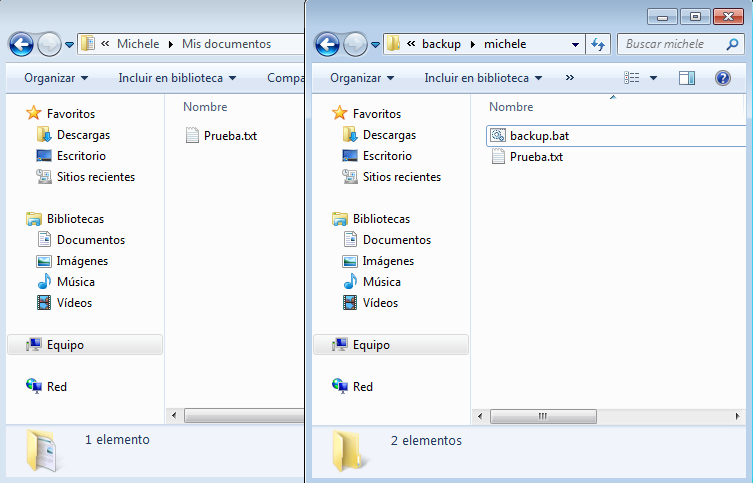 « Michele ▸ Mis documentos
Organizar ▾ Incluir en biblioteca ▾ Compa
Favoritos
Descargas
Escritorio
Sitios recientes
Bibliotecas
Documentos
Imágenes
Música
Vídeos
Equipo
Red
Nombre
Prueba.txt
1 elemento
« backup ▸ michele
Buscar michele
Organizar ▾ Incluir en biblioteca ▾ »
Favoritos
Descargas
Escritorio
Sitios recientes
Bibliotecas
Documentos
Imágenes
Música
Vídeos
Equipo
Red
Nombre
backup.bat
Prueba.txt
2 elementos